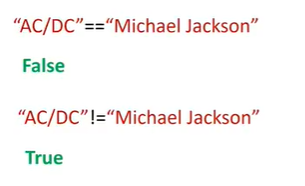 “AC/DC”==“Michael Jackson”
False
“AC/DC”!=“Michael Jackson”
True